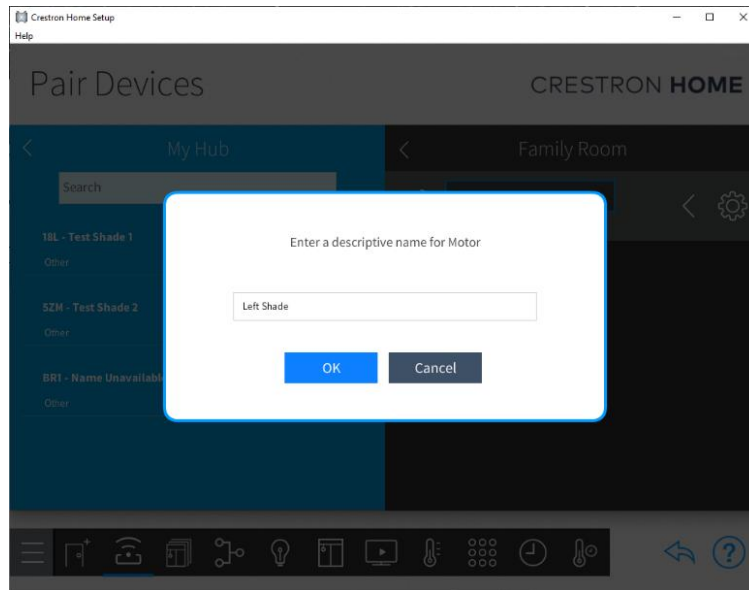 Crestron Home Setup
Help
Pair Devices
CRESTRON HOME
My Hub
Family Room
Search
18L - Test Shade 1
Other
5ZM - Test Shade 2
Other
BR1 - Name Unavailabl
Other
Enter a descriptive name for Motor
Left Shade
OK
Cancel
?